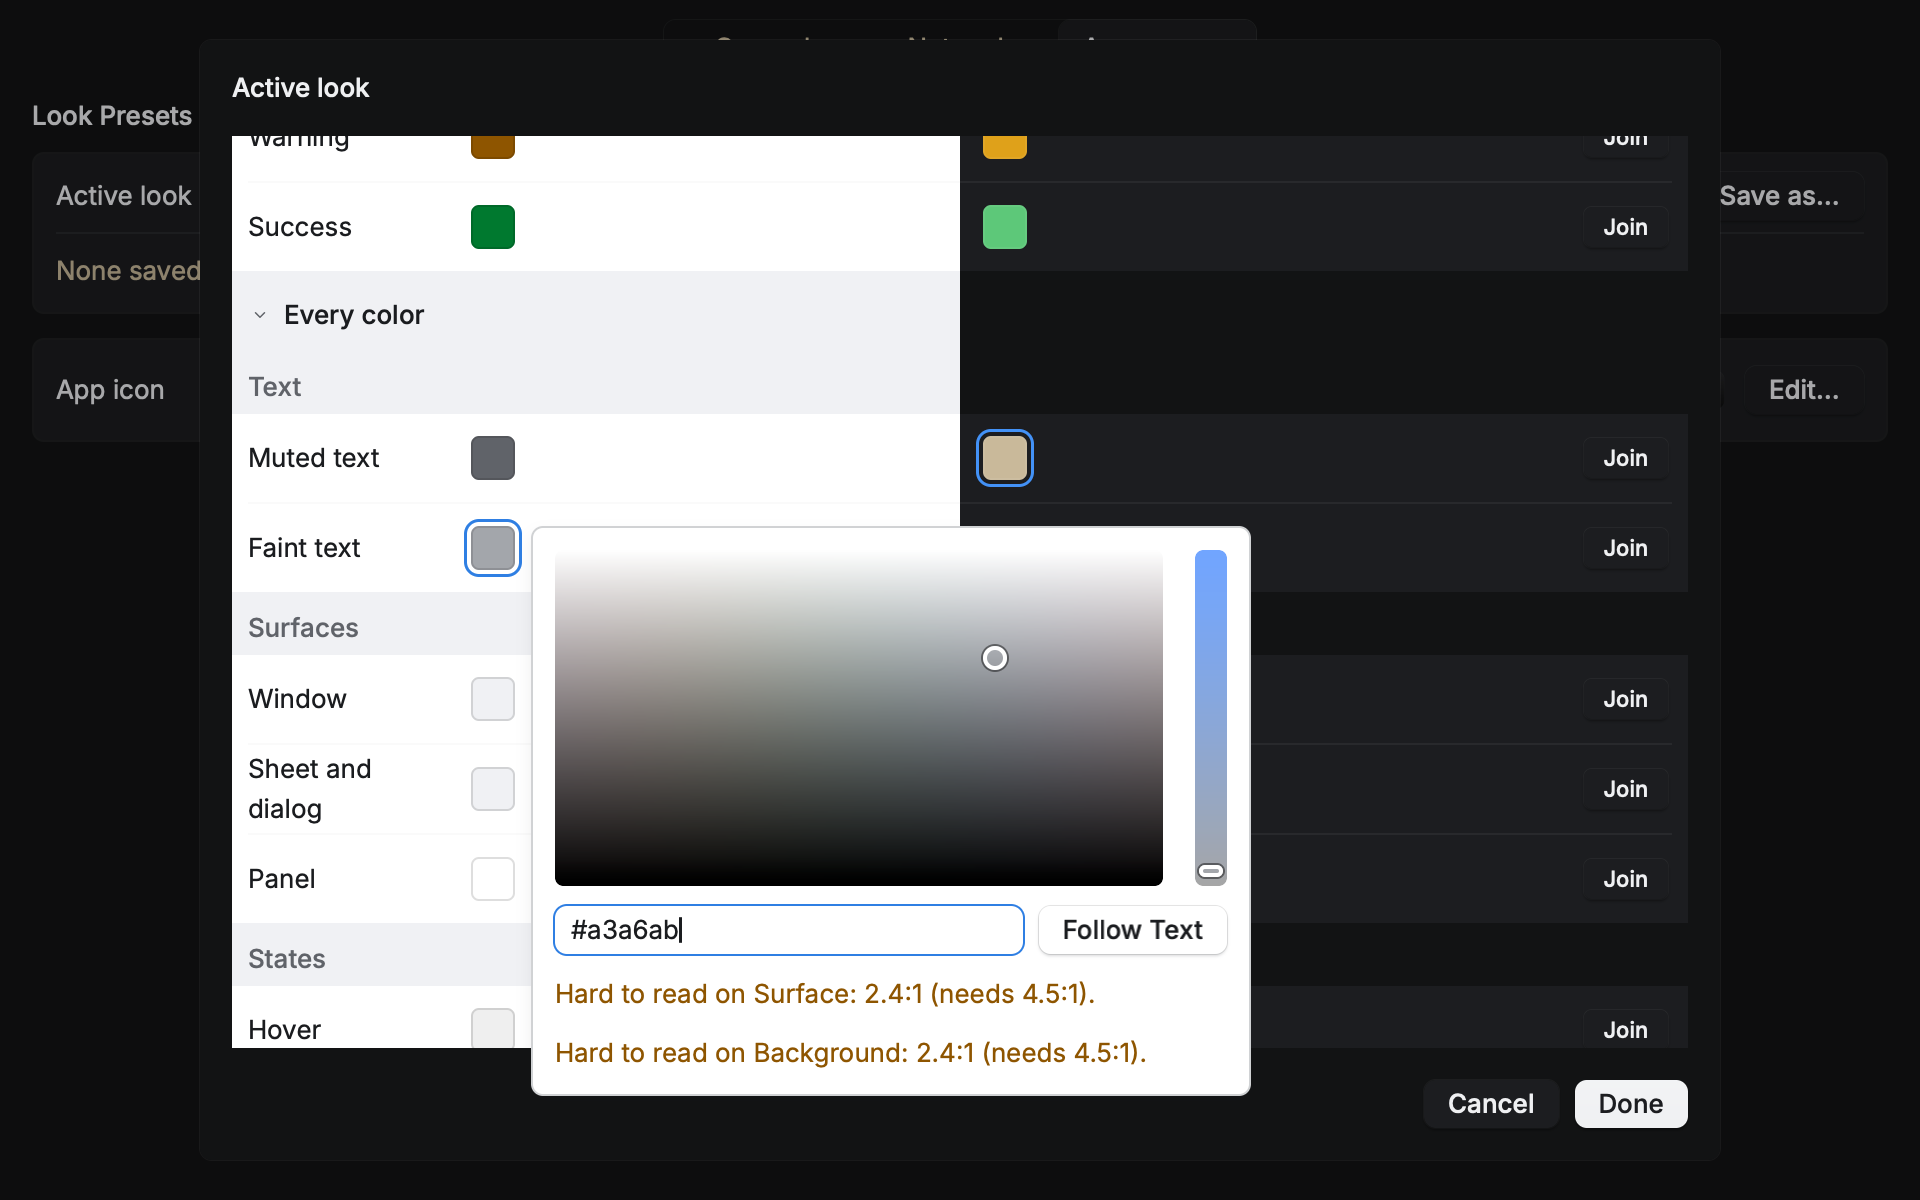 Active look
Look Presets
Active look
Save as...
None saved
App icon
Edit...
Warning
Join
Success
Join
Every color
Text
Muted text
Join
Faint text
Join
Surfaces
Window
Join
Sheet and
dialog
Join
Panel
Join
States
Hover
Join
#a3a6ab
Follow Text
Hard to read on Surface: 2.4:1 (needs 4.5:1).
Hard to read on Background: 2.4:1 (needs 4.5:1).
Cancel
Done